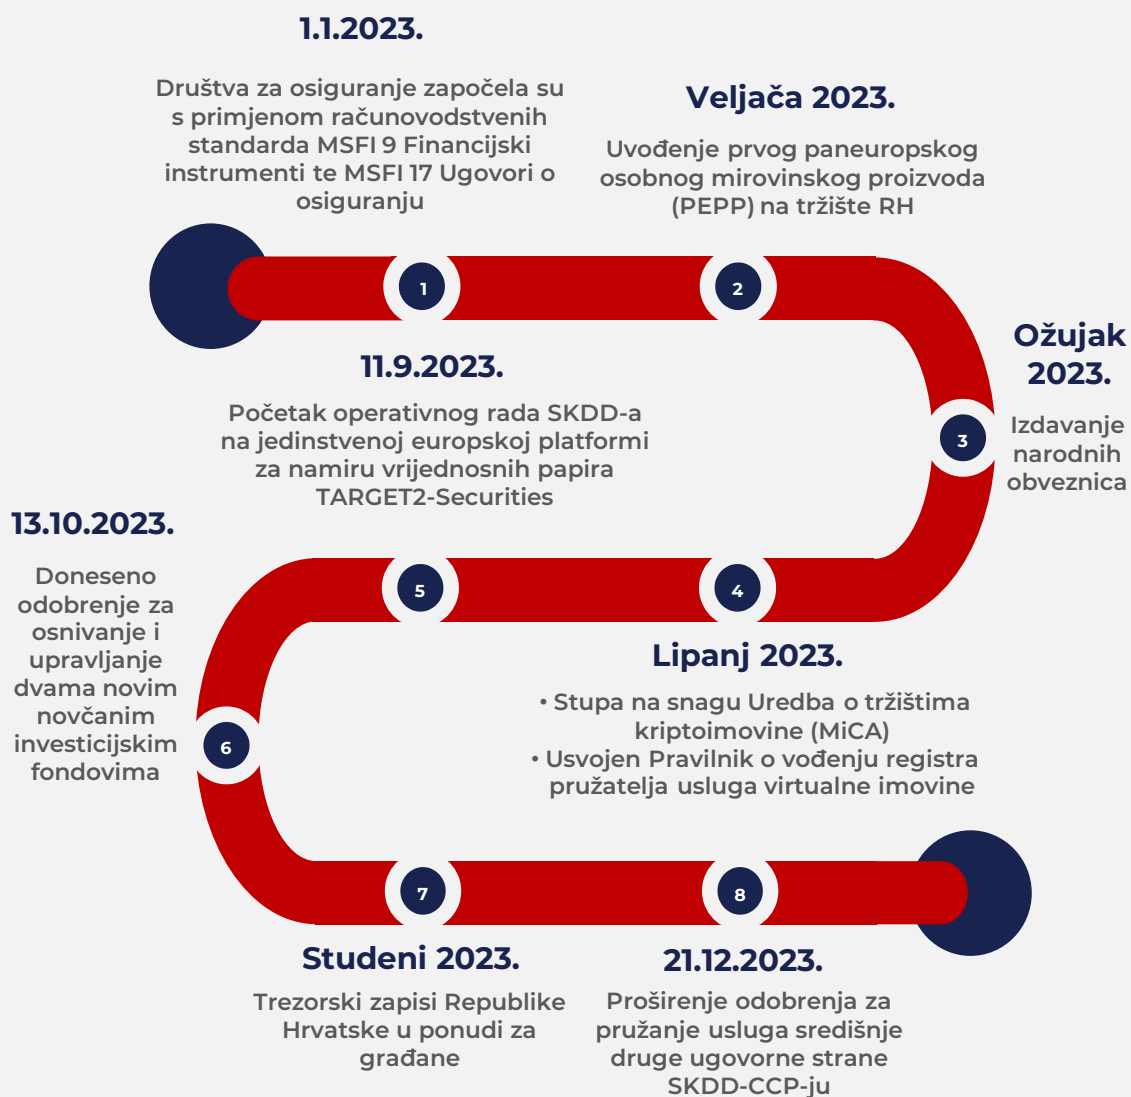 1.1.2023.
Društva za osiguranje započela su
s primjenom računovodstvenih
standarda MSFI 9 Financijski
instrumenti te MSFI 17 Ugovori o
osiguranju
1
Veljača 2023.
Uvođenje prvog paneuropskog
osobnog mirovinskog proizvoda
(PEPP) na tržište RH
2
Ožujak
2023.
Izdavanje
narodnih
obveznica
3
4
Lipanj 2023.
• Stupa na snagu Uredba o tržištima
kriptoimovine (MiCA)
• Usvojen Pravilnik o vođenju registra
pružatelja usluga virtualne imovine
11.9.2023.
Početak operativnog rada SKDD-a
na jedinstvenoj europskoj platformi
za namiru vrijednosnih papira
TARGET2-Securities
5
13.10.2023.
Doneseno
odobrenje za
osnivanje i
upravljanje
dvama novim
novčanim
investicijskim
fondovima
6
7
Studeni 2023.
Trezorski zapisi Republike
Hrvatske u ponudi za
građane
8
21.12.2023.
Proširenje odobrenja za
pružanje usluga središnje
druge ugovorne strane
SKDD-CCP-ju